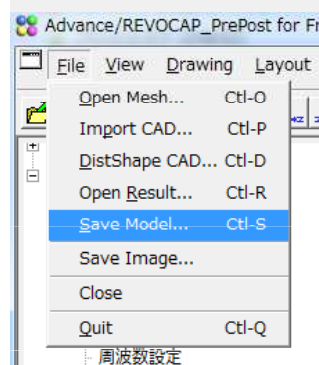 Advance/REVOCAP_PrePost for Fr
File View Drawing Layout
Open Mesh... Ctl-O
Import CAD... Ctl-P
DistShape CAD... Ctl-D
Open Result... Ctl-R
Save Model... Ctl-S
Save Image...
Close
Quit Ctl-Q
周波数設定